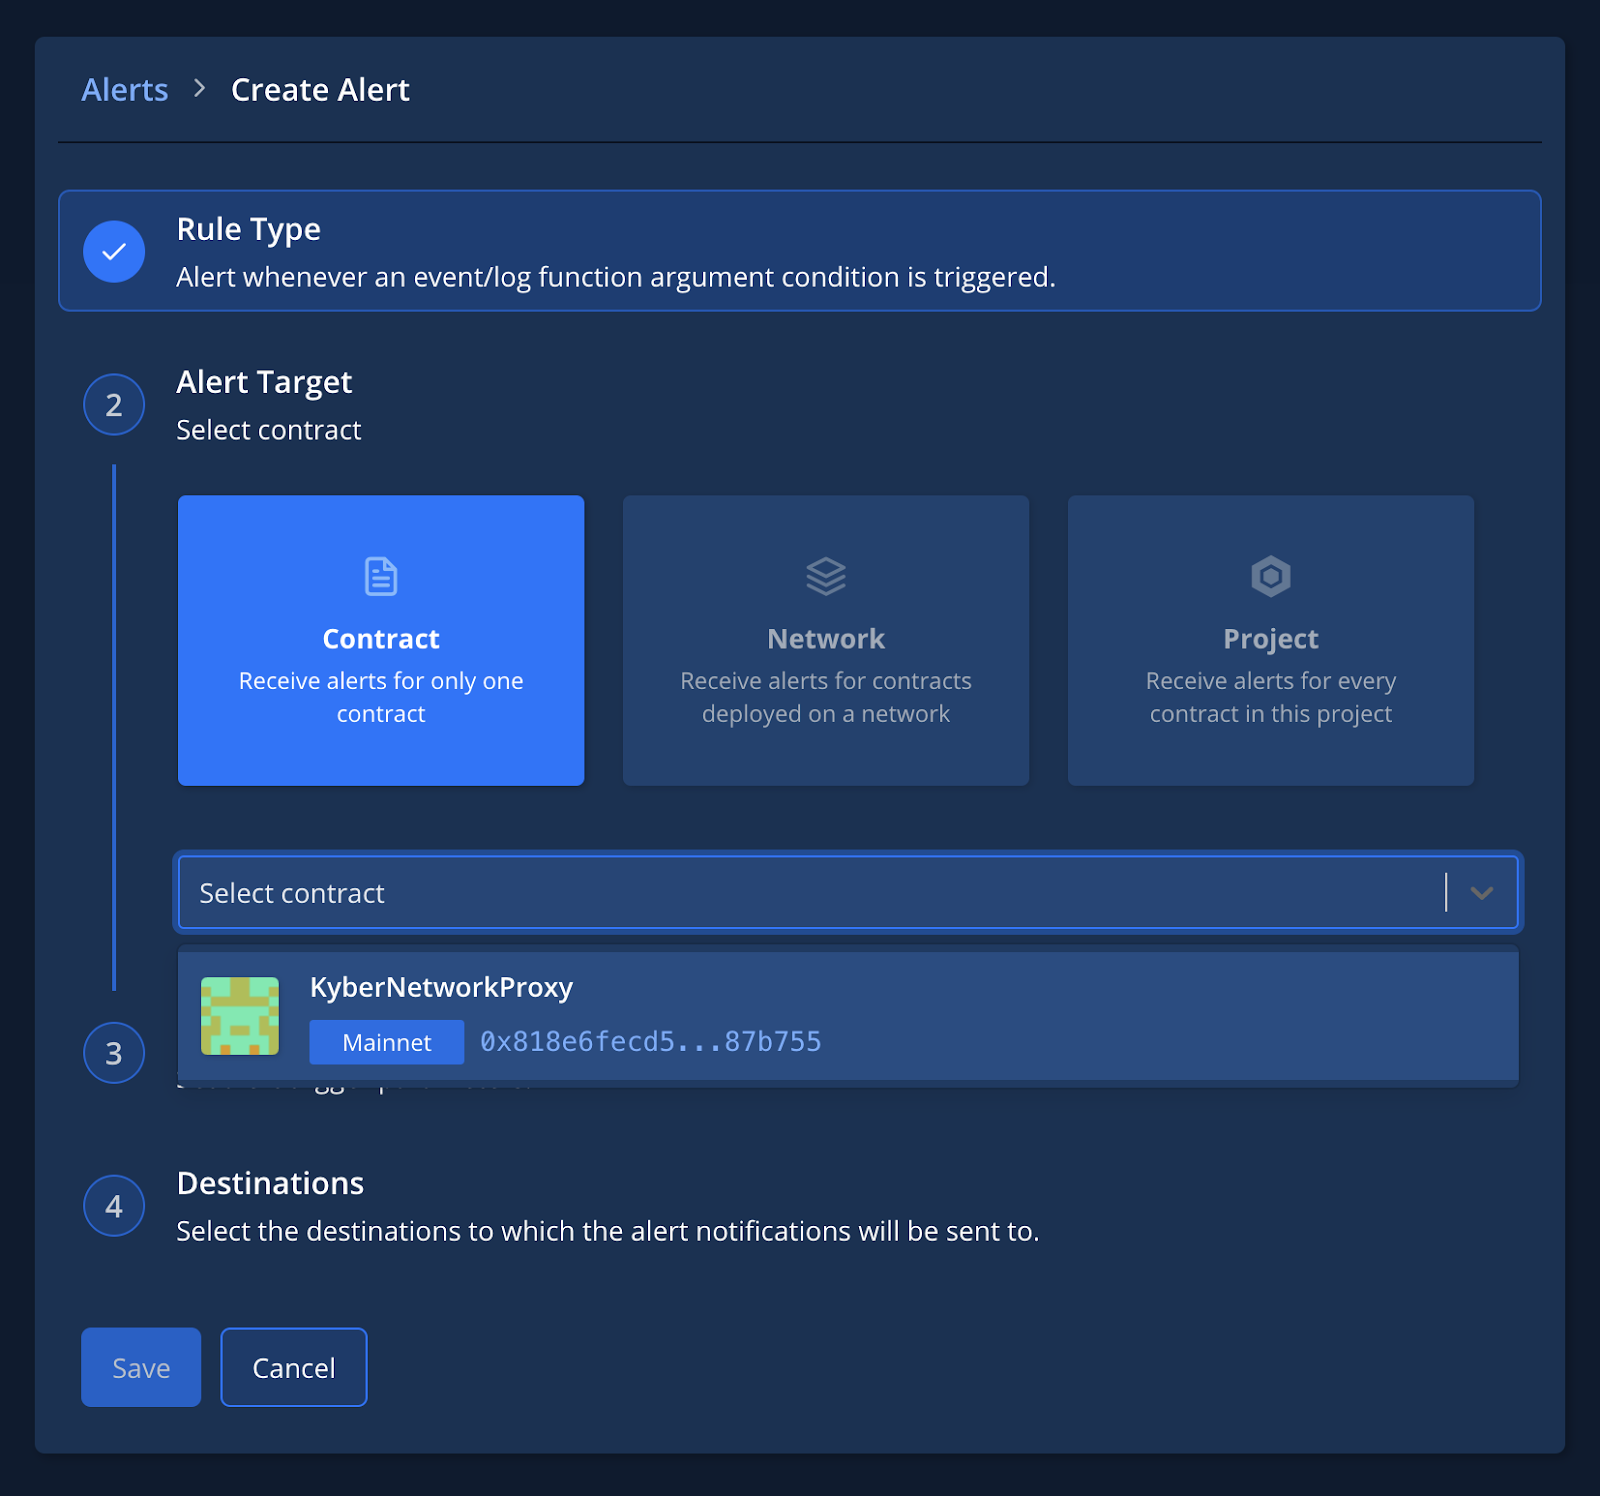 Alerts > Create Alert
Rule Type
Alert whenever an event/log function argument condition is triggered.
2
Alert Target
Select contract
Contract
Receive alerts for only one
contract
Network
Receive alerts for contracts
deployed on a network
Project
Receive alerts for every
contract in this project
Select contract
KyberNetworkProxy
Mainnet 0x818e6fecd5...87b755
3
4
Destinations
Select the destinations to which the alert notifications will be sent to.
Save Cancel